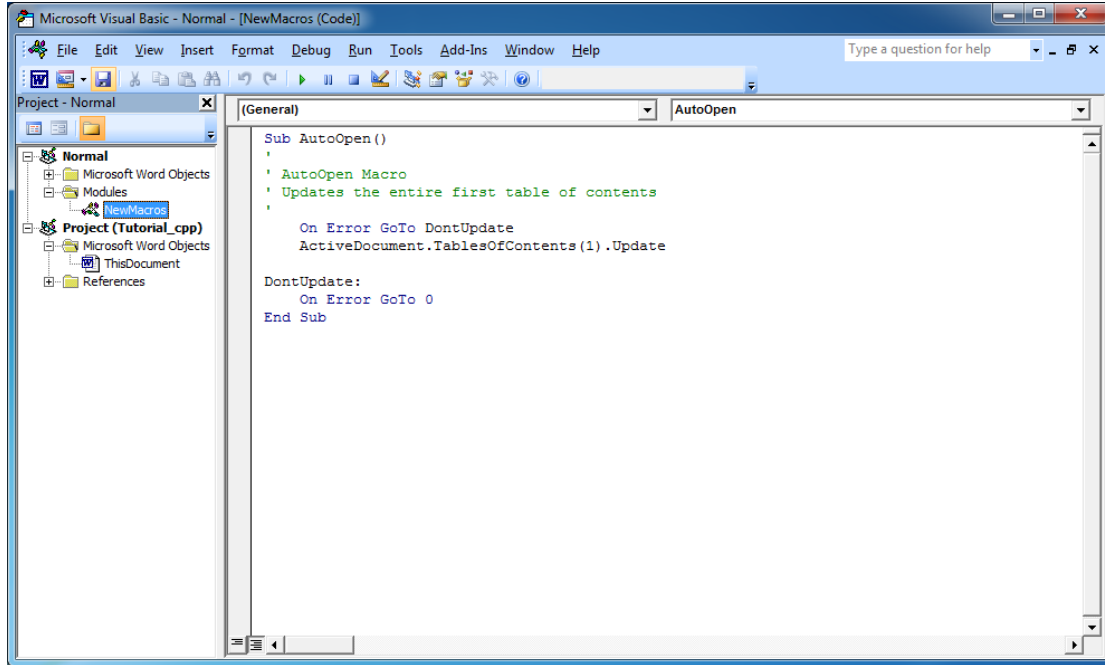 Microsoft Visual Basic - Normal - [NewMacros (Code)]
File Edit View Insert Format Debug Run Tools Add-Ins Window Help
Type a question for help
Project - Normal
(General)
AutoOpen
Normal
Microsoft Word Objects
Modules
NewMacros
Project (Tutorial_cpp)
Microsoft Word Objects
ThisDocument
References
Sub AutoOpen()
'
' AutoOpen Macro
' Updates the entire first table of contents
'
On Error GoTo DontUpdate
ActiveDocument.TablesOfContents(1).Update
DontUpdate:
On Error GoTo 0
End Sub